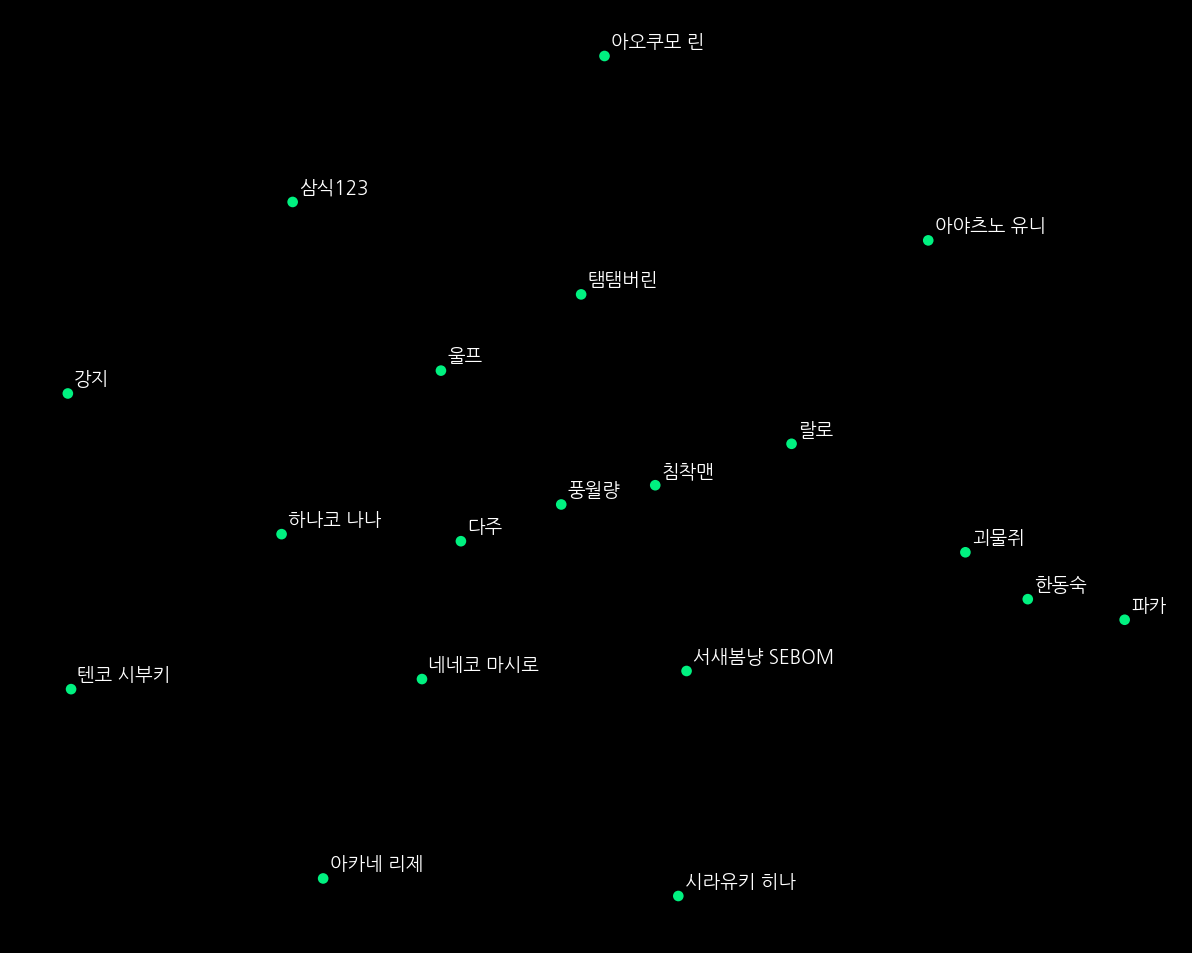 아오쿠모 린
삼식123
아야츠노 유니
탬탬버린
울프
강지
랄로
침착맨
풍월량
하나코 나나
다주
괴물쥐
한동숙
파카
서새봄냥 SEBOM
네네코 마시로
텐코 시부키
아카네 리제
시라유키 히나